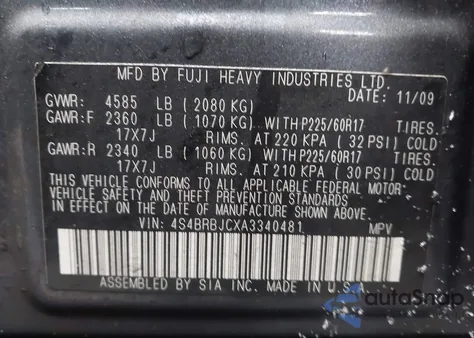 MFD BY FUJI HEAVY INDUSTRIES LTD.
DATE: 11/09
GVWR: 4585 LB (2080 KG)
GAWR:F 2360 LB (1070 KG) WITH P225/60R17 TIRES.
17X7J RIMS. AT 220 KPA (32 PSI) COLD
GAWR:R 2340 LB (1060 KG) WITH P225/60R17 TIRES.
17X7J RIMS. AT 210 KPA (30 PSI) COLD
THIS VEHICLE CONFORMS TO ALL APPLICABLE FEDERAL MOTOR
VEHICLE SAFETY AND THEFT PREVENTION STANDARDS
IN EFFECT ON THE DATE OF MANUFACTURE SHOWN ABOVE.
VIN: 4S4BRBJCXA3340481 MPV
ASSEMBLED BY SIA INC. MADE IN U.S.
autoSnap